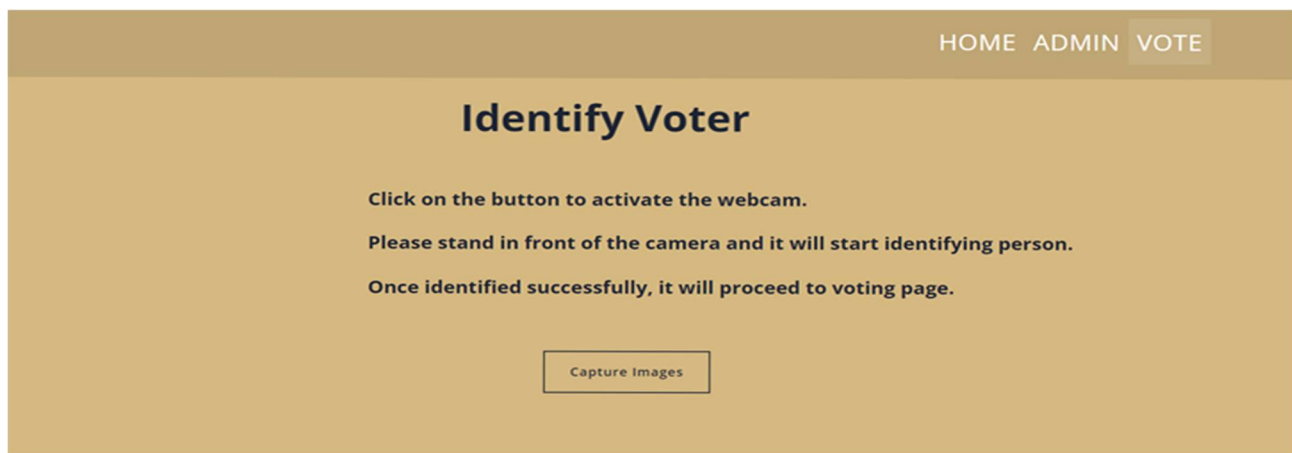 HOME ADMIN VOTE
Identify Voter
Click on the button to activate the webcam.
Please stand in front of the camera and it will start identifying person.
Once identified successfully, it will proceed to voting page.
Capture Images